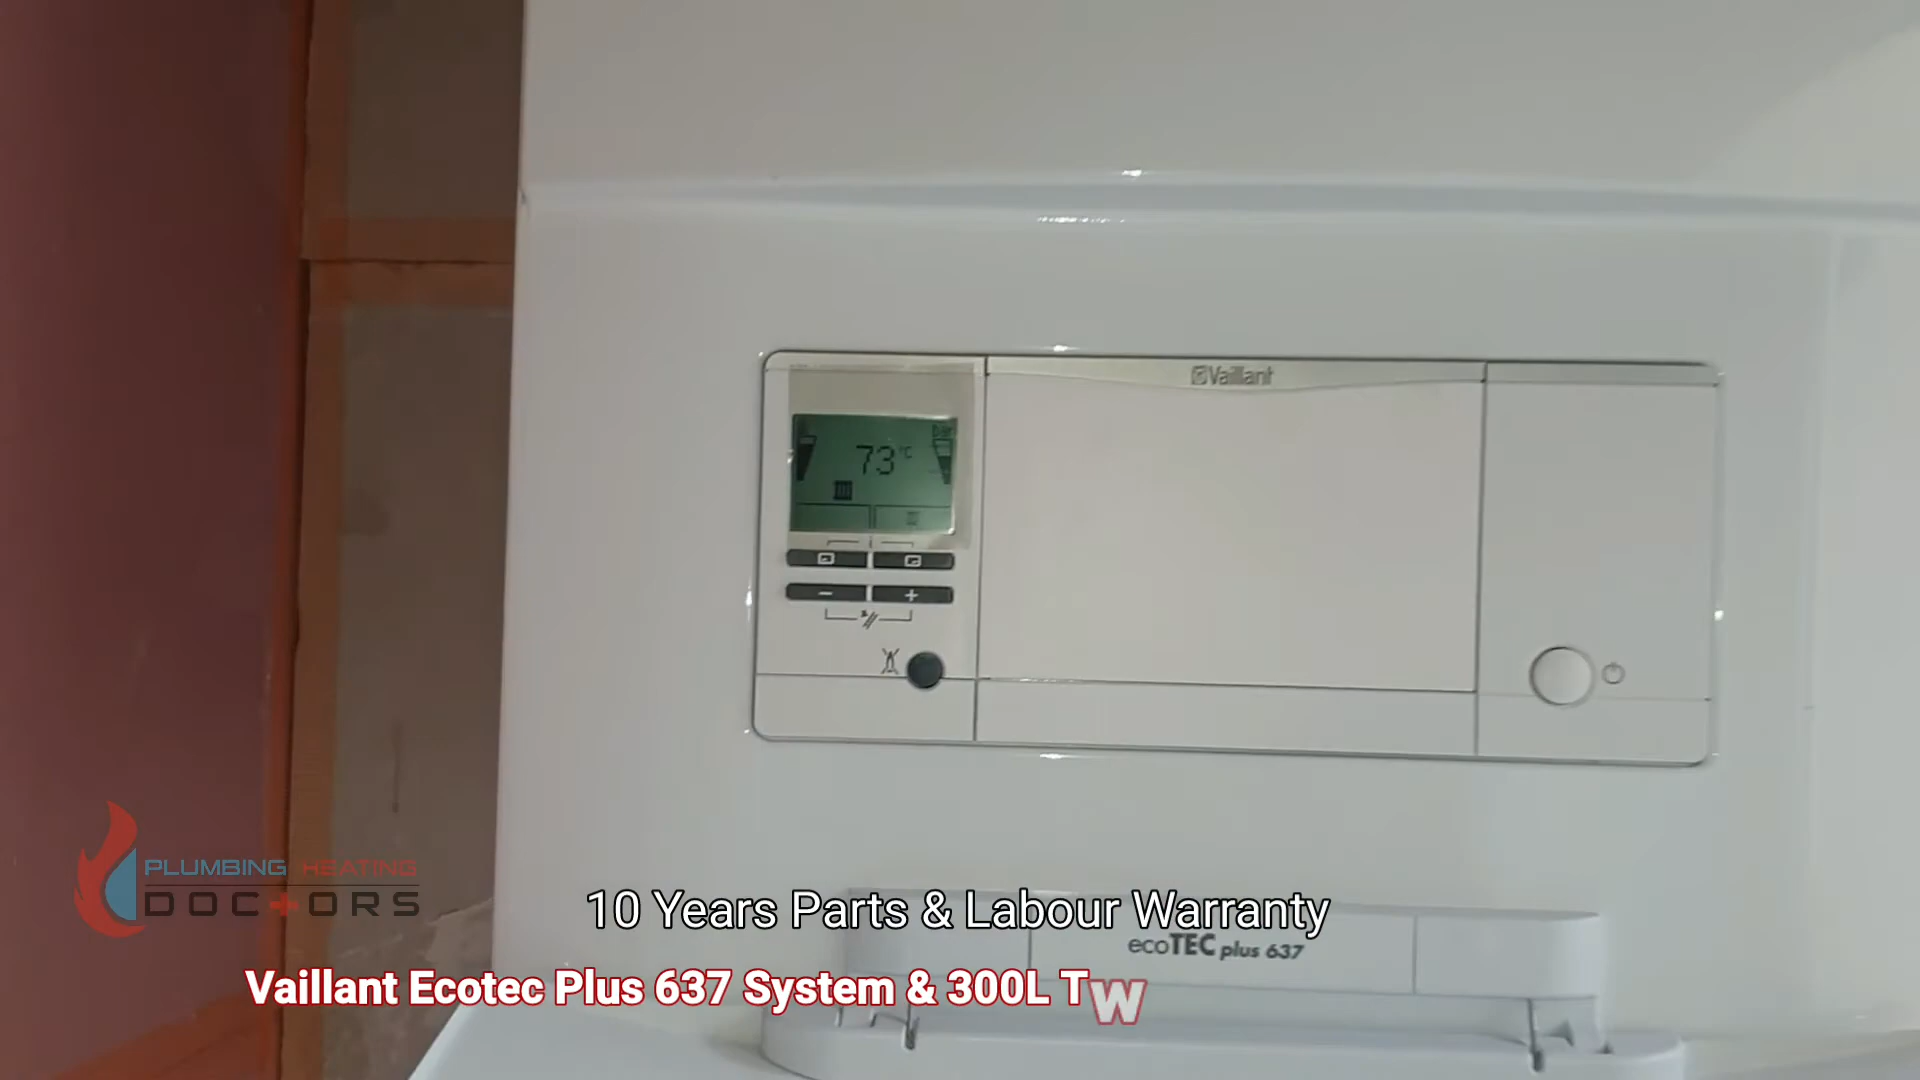 Vaillant
bar
73 °C
i
- +
PLUMBING HEATING
DOCTORS
10 Years Parts & Labour Warranty
ecoTEC plus 637
Vaillant Ecotec Plus 637 System & 300L TW